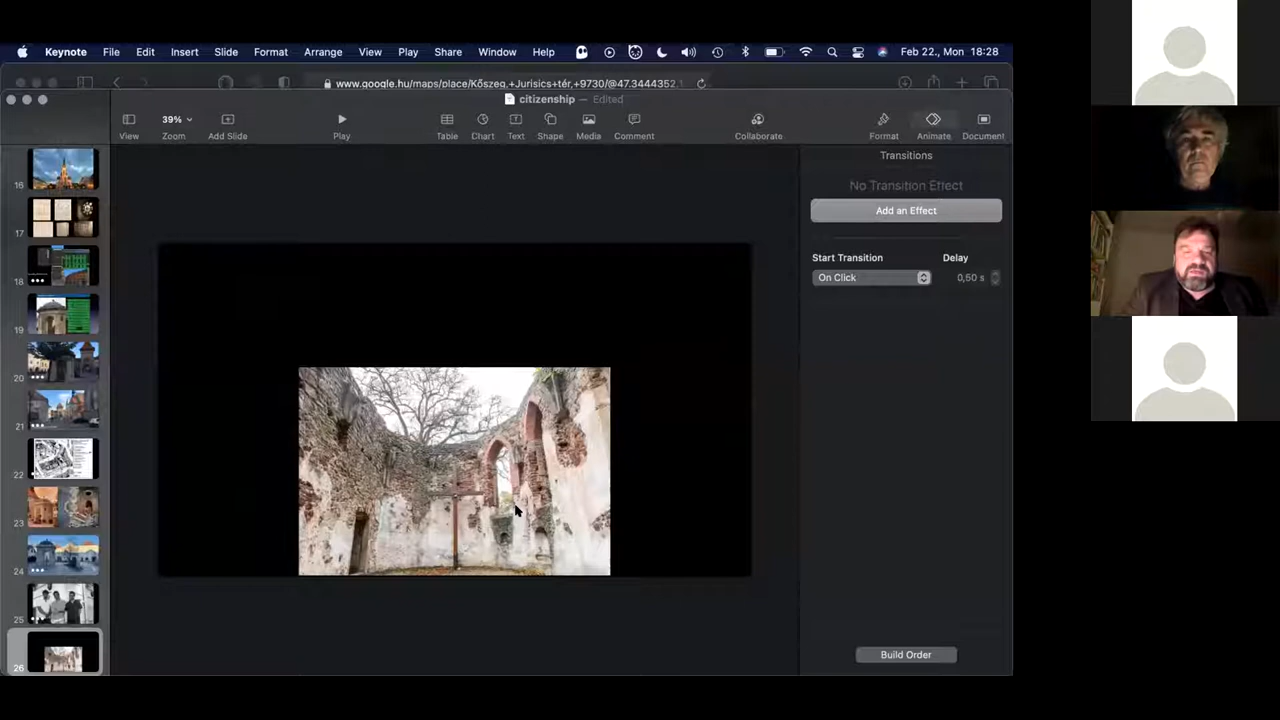 Keynote File Edit Insert Slide Format Arrange View Play Share Window Help Feb 22., Mon 18:28
www.google.hu/maps/place/Kőszeg,+Jurisics+tér,+9730/@47.3444352,1
citizenship — Edited
39%
View Zoom Add Slide Play Table Chart Text Shape Media Comment Collaborate Format Animate Document
Transitions
No Transition Effect
Add an Effect
Start Transition Delay
On Click 0,50 s
16
17
18
19
20
21
22
23
24
25
26
Build Order